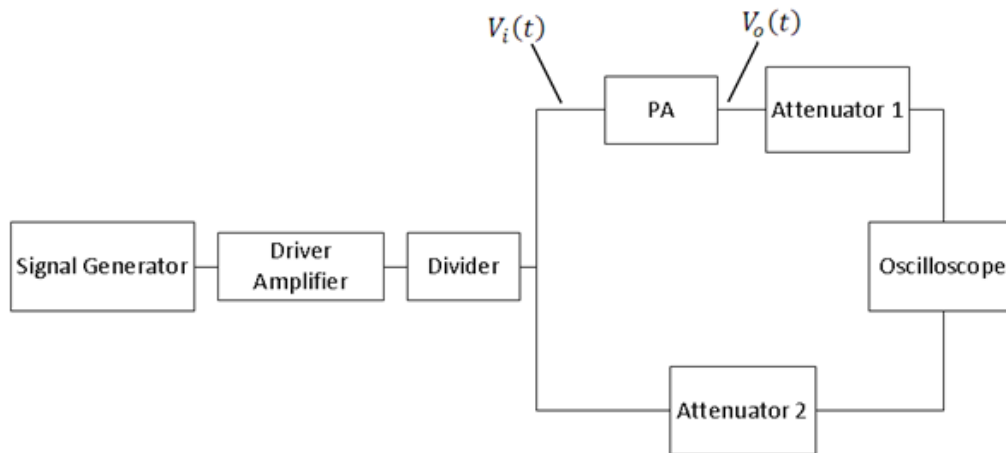 V_i(t)
V_o(t)
PA
Attenuator 1
Signal Generator
Driver
Amplifier
Divider
Oscilloscope
Attenuator 2